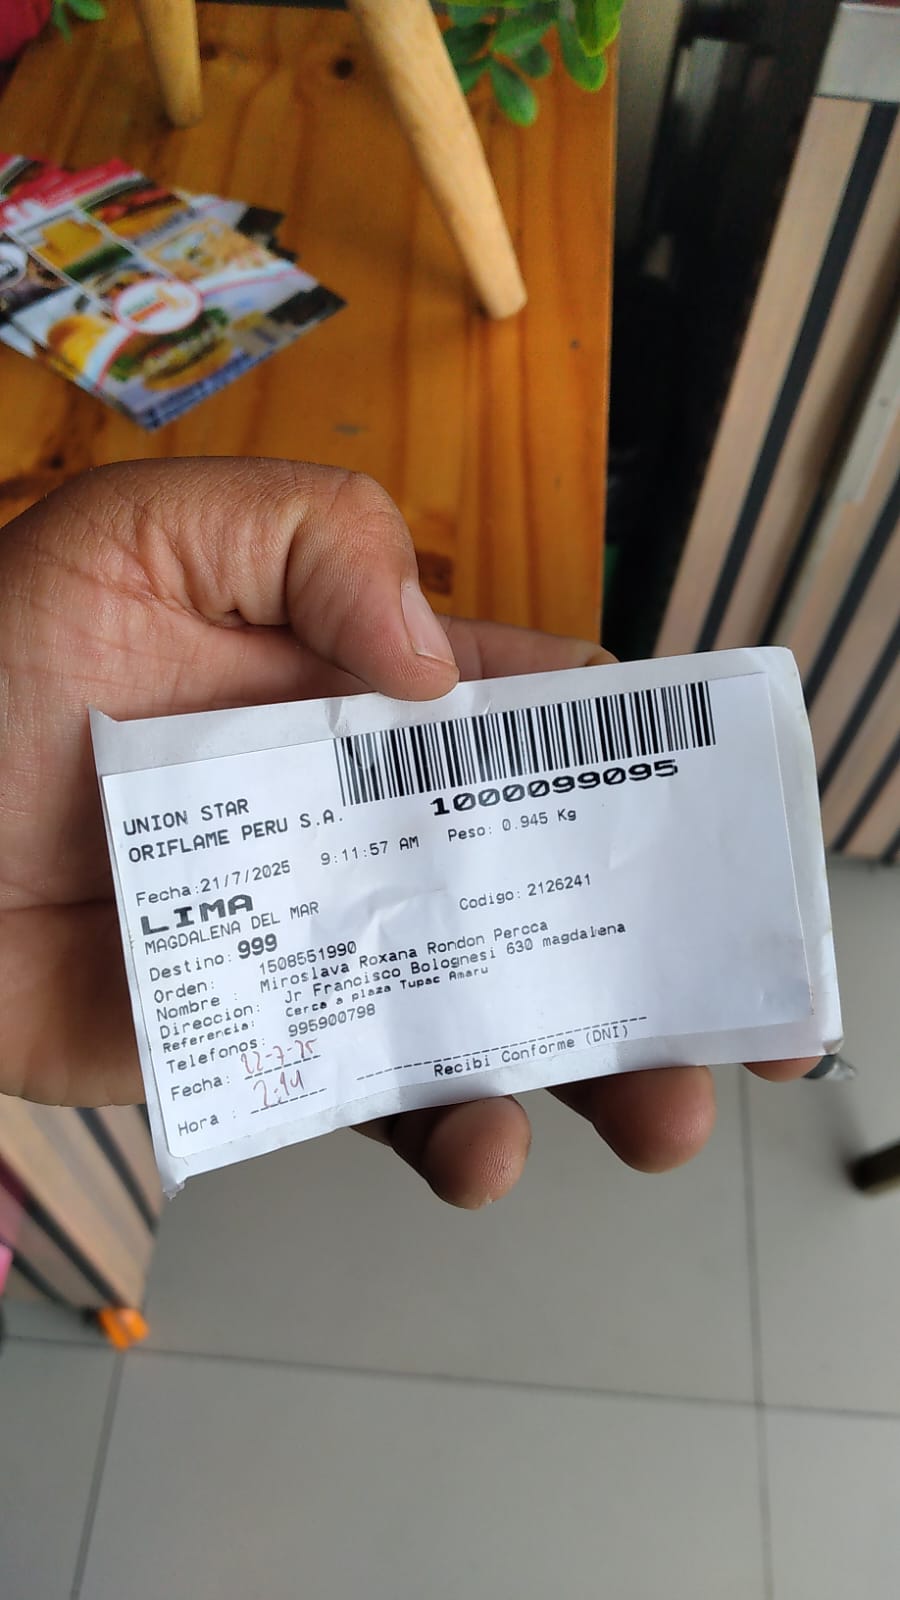 1000099095
UNION STAR
ORIFLAME PERU S.A.
Fecha:21/7/2025 9:11:57 AM Peso: 0.945 Kg
LIMA
MAGDALENA DEL MAR Codigo: 2126241
Destino: 999
Orden: 1508551990
Nombre : Miroslava Roxana Rondon Percca
Direccion: Jr Francisco Bolognesi 630 magdalena
Referencia: Cerca a plaza Tupac Amaru
Telefonos: 995900798
Fecha: 22-7-25
Hora : 2:14
Recibi Conforme (DNI)